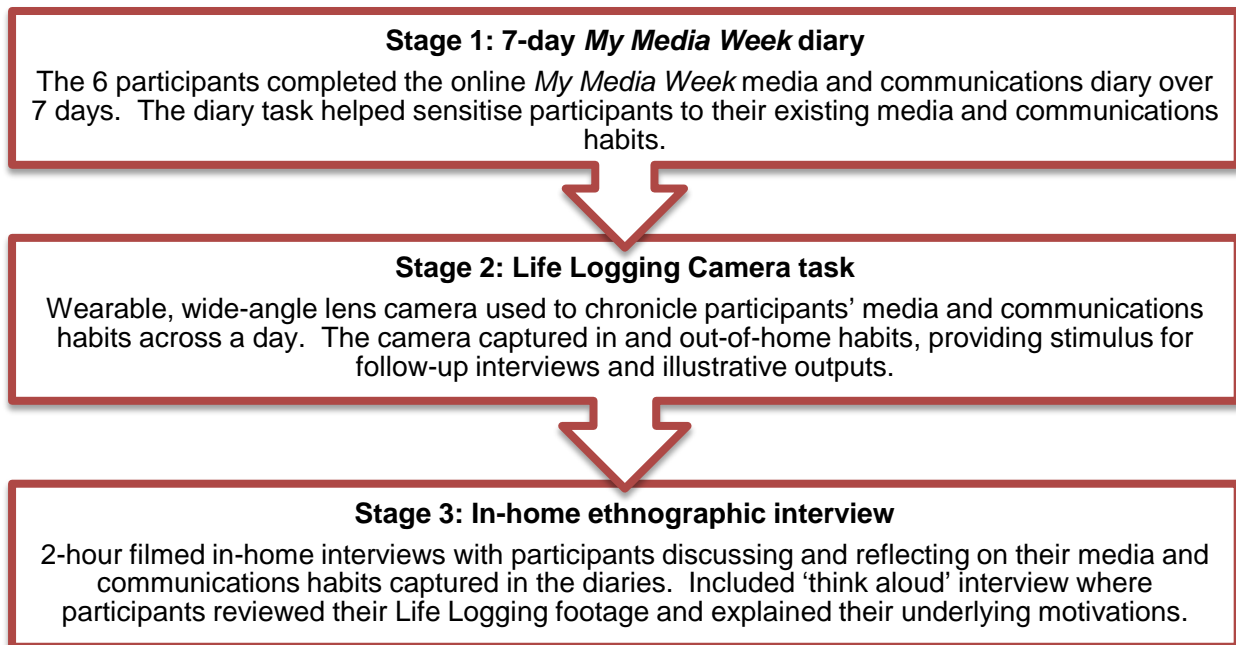 Stage 1: 7-day My Media Week diary
The 6 participants completed the online My Media Week media and communications diary over
7 days.  The diary task helped sensitise participants to their existing media and communications
habits.
Stage 2: Life Logging Camera task
Wearable, wide-angle lens camera used to chronicle participants’ media and communications
habits across a day.  The camera captured in and out-of-home habits, providing stimulus for
follow-up interviews and illustrative outputs.
Stage 3: In-home ethnographic interview
2-hour filmed in-home interviews with participants discussing and reflecting on their media and
communications habits captured in the diaries.  Included ‘think aloud’ interview where
participants reviewed their Life Logging footage and explained their underlying motivations.